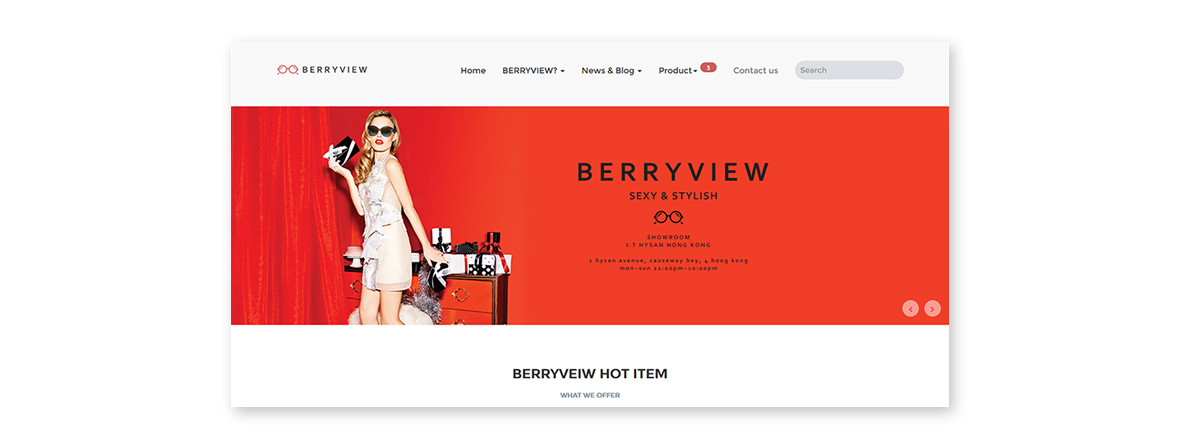 BERRYVIEW
Home BERRYVIEW? News & Blog Product 3 Contact us Search
BERRYVIEW
SEXY & STYLISH
SHOWROOM
I.T HYSAN HONG KONG
1 hysan avenue, causeway bay, 4 hong kong
mon-sun 12:00pm-10:00pm
BERRYVEIW HOT ITEM
WHAT WE OFFER